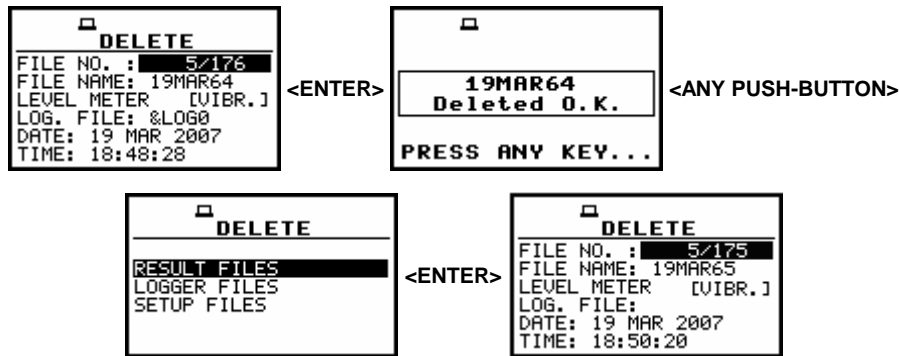 DELETE
FILE NO. : 5/176
FILE NAME: 19MAR64
LEVEL METER [VIBR.]
LOG. FILE: &LOG0
DATE: 19 MAR 2007
TIME: 18:48:28
<ENTER>
19MAR64
Deleted O.K.
PRESS ANY KEY...
<ANY PUSH-BUTTON>
DELETE
RESULT FILES
LOGGER FILES
SETUP FILES
<ENTER>
DELETE
FILE NO. : 5/175
FILE NAME: 19MAR65
LEVEL METER [VIBR.]
LOG. FILE:
DATE: 19 MAR 2007
TIME: 18:50:20